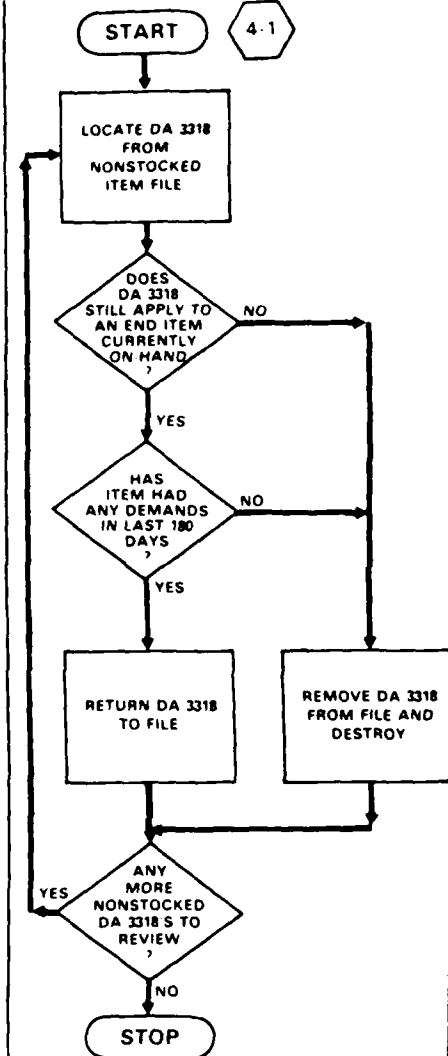 START
4-1
LOCATE DA 3318
FROM
NONSTOCKED
ITEM FILE
DOES
DA 3318
STILL APPLY TO
AN END ITEM
CURRENTLY
ON HAND
?
NO
YES
HAS
ITEM HAD
ANY DEMANDS
IN LAST 180
DAYS
?
NO
YES
RETURN DA 3318
TO FILE
REMOVE DA 3318
FROM FILE AND
DESTROY
ANY
MORE
NONSTOCKED
DA 3318'S TO
REVIEW
?
YES
NO
STOP